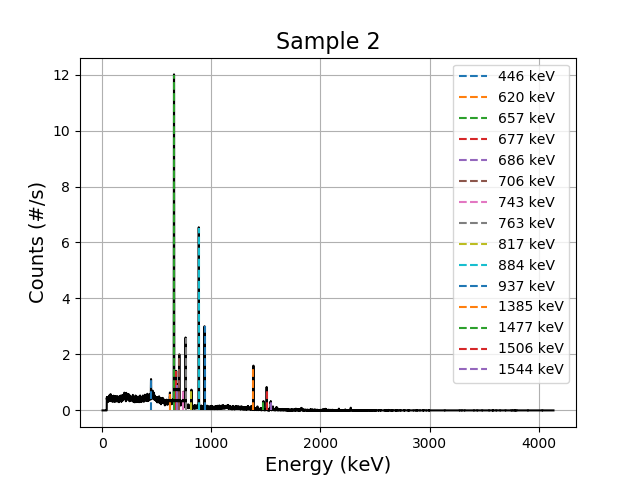 Sample 2
Counts (#/s)
12
10
8
6
4
2
0
0
1000
2000
3000
4000
Energy (keV)
446 keV
620 keV
657 keV
677 keV
686 keV
706 keV
743 keV
763 keV
817 keV
884 keV
937 keV
1385 keV
1477 keV
1506 keV
1544 keV